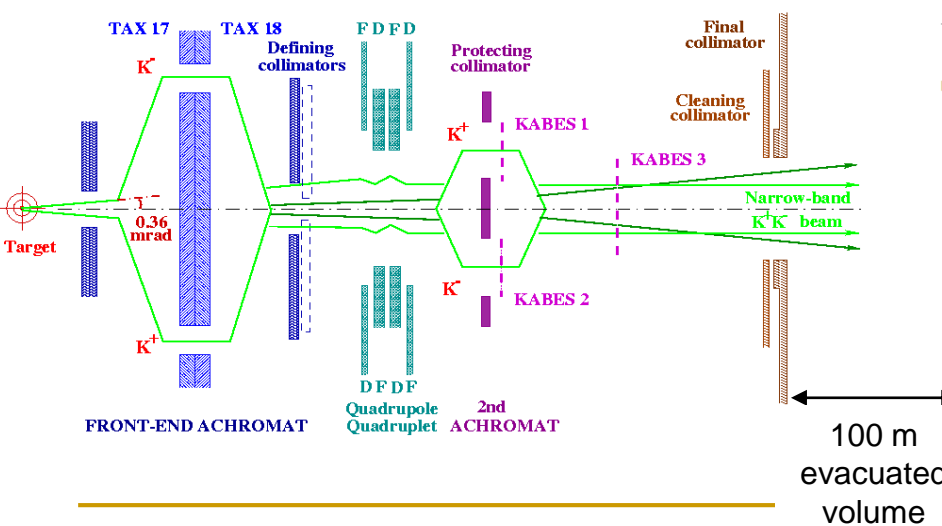 TAX 17 TAX 18
K-
Defining
collimators
F D F D
Protecting
collimator
K+
KABES 1
KABES 3
Final
collimator
Cleaning
collimator
Target
0.36
mrad
Narrow-band
K+K- beam
K-
KABES 2
K+
D F D F
Quadrupole
Quadruplet
2nd
ACHROMAT
FRONT-END ACHROMAT
100 m
evacuated
volume